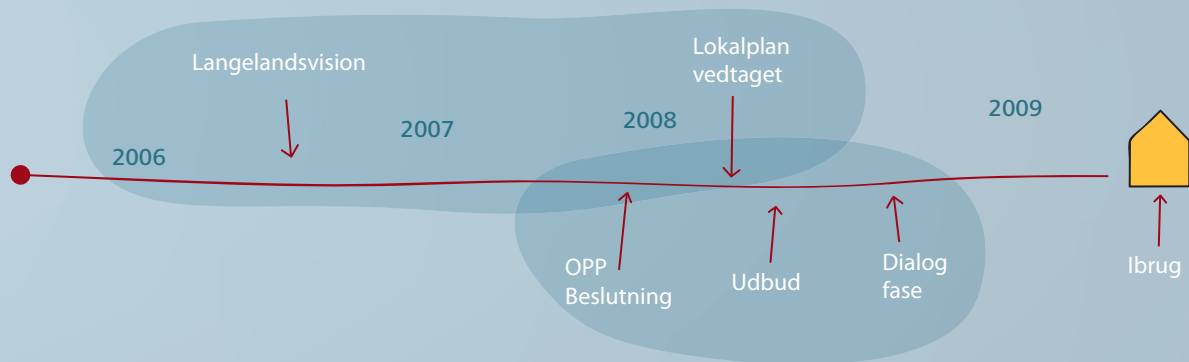 Langelandsvision
Lokalplan
vedtaget
2006
2007
2008
2009
OPP
Beslutning
Udbud
Dialog
fase
Ibrug